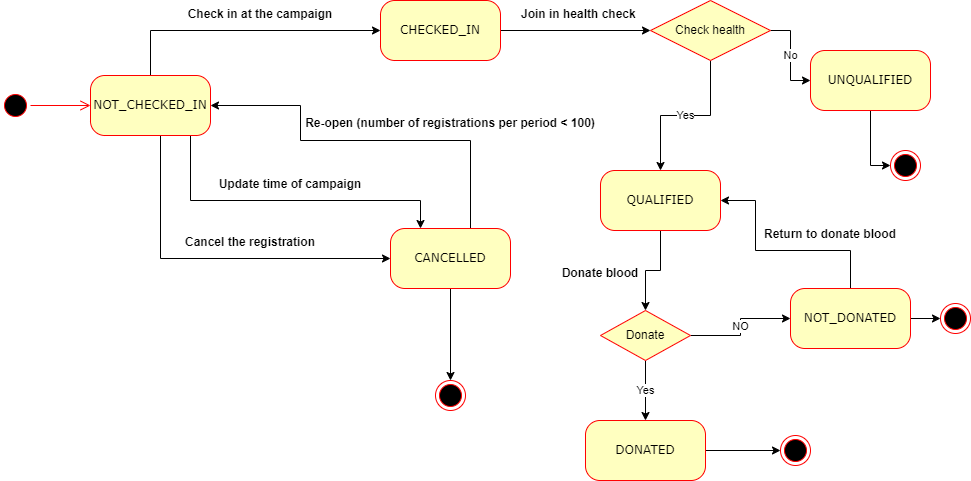 Check in at the campaign
CHECKED_IN
Join in health check
Check health
No
UNQUALIFIED
NOT_CHECKED_IN
Re-open (number of registrations per period < 100)
Yes
Update time of campaign
QUALIFIED
Cancel the registration
Return to donate blood
CANCELLED
Donate blood
Donate
NO
NOT_DONATED
Yes
DONATED